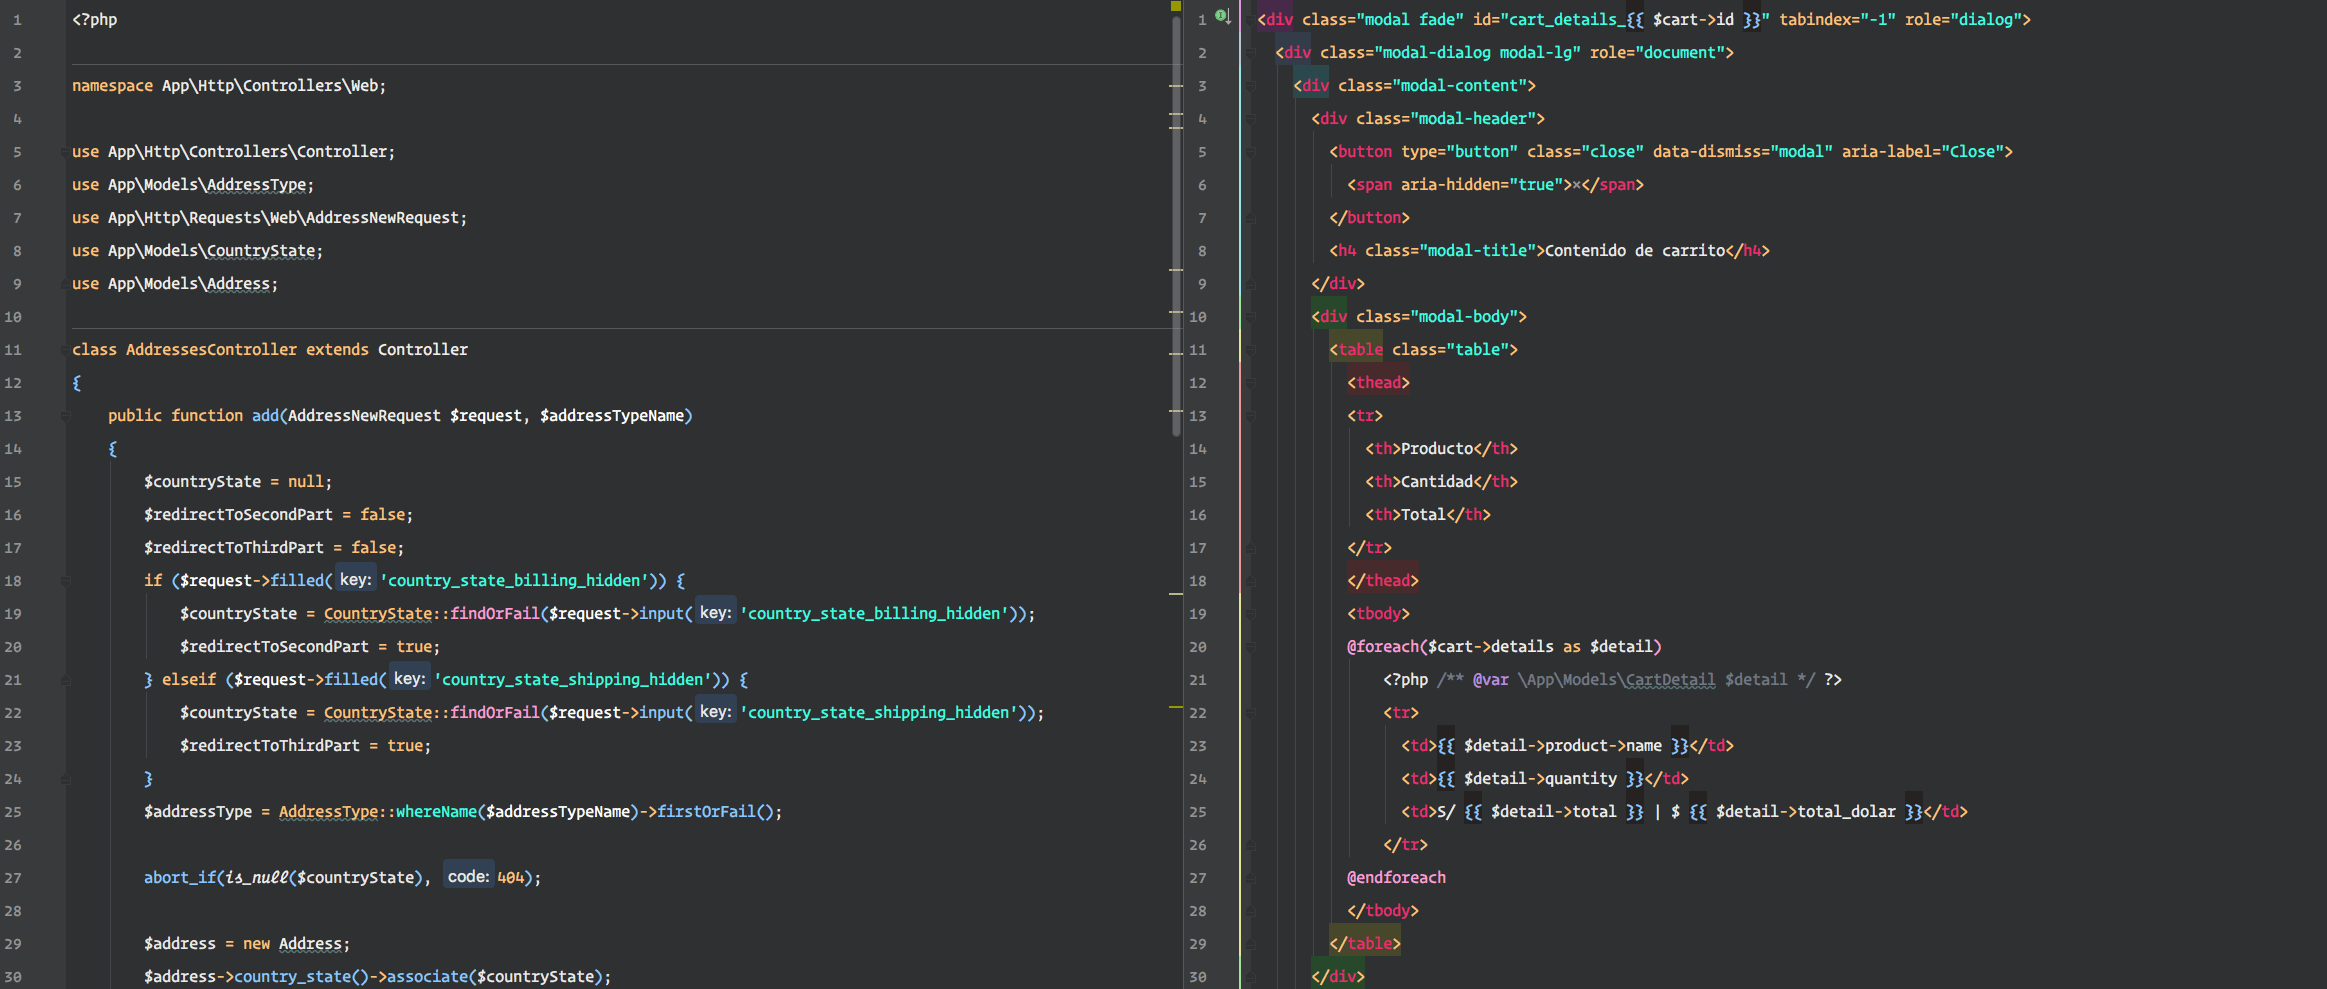 1 <?php
2
3 namespace App\Http\Controllers\Web;
4
5 use App\Http\Controllers\Controller;
6 use App\Models\AddressType;
7 use App\Http\Requests\Web\AddressNewRequest;
8 use App\Models\CountryState;
9 use App\Models\Address;
10
11 class AddressesController extends Controller
12 {
13     public function add(AddressNewRequest $request, $addressTypeName)
14     {
15         $countryState = null;
16         $redirectToSecondPart = false;
17         $redirectToThirdPart = false;
18         if ($request->filled( key: 'country_state_billing_hidden')) {
19             $countryState = CountryState::findOrFail($request->input( key: 'country_state_billing_hidden'));
20             $redirectToSecondPart = true;
21         } elseif ($request->filled( key: 'country_state_shipping_hidden')) {
22             $countryState = CountryState::findOrFail($request->input( key: 'country_state_shipping_hidden'));
23             $redirectToThirdPart = true;
24         }
25         $addressType = AddressType::whereName($addressTypeName)->firstOrFail();
26
27         abort_if(is_null($countryState), code: 404);
28
29         $address = new Address;
30         $address->country_state()->associate($countryState);
1 <div class="modal fade" id="cart_details_{{ $cart->id }}" tabindex="-1" role="dialog">
2   <div class="modal-dialog modal-lg" role="document">
3     <div class="modal-content">
4       <div class="modal-header">
5         <button type="button" class="close" data-dismiss="modal" aria-label="Close">
6           <span aria-hidden="true">×</span>
7         </button>
8         <h4 class="modal-title">Contenido de carrito</h4>
9       </div>
10       <div class="modal-body">
11         <table class="table">
12           <thead>
13           <tr>
14             <th>Producto</th>
15             <th>Cantidad</th>
16             <th>Total</th>
17           </tr>
18           </thead>
19           <tbody>
20           @foreach($cart->details as $detail)
21               <?php /** @var \App\Models\CartDetail $detail */ ?>
22               <tr>
23                 <td>{{ $detail->product->name }}</td>
24                 <td>{{ $detail->quantity }}</td>
25                 <td>S/ {{ $detail->total }} | $ {{ $detail->total_dolar }}</td>
26               </tr>
27           @endforeach
28           </tbody>
29         </table>
30       </div>